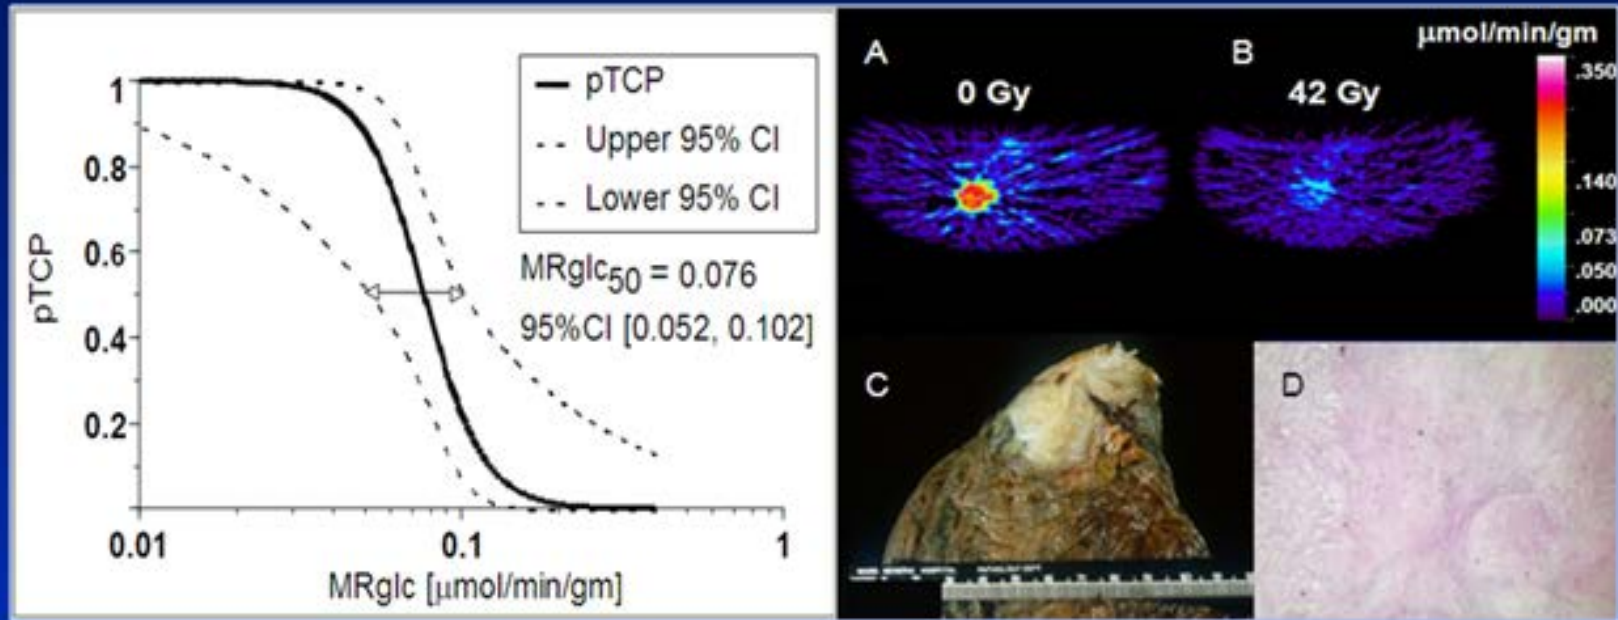 pTCP
Upper 95% CI
Lower 95% CI
MRglc50 = 0.076
95%CI [0.052, 0.102]
1
0.8
0.6
0.4
0.2
pTCP
0.01
0.1
1
MRglc [μmol/min/gm]
μmol/min/gm
A
0 Gy
B
42 Gy
.350
.140
.073
.050
.000
C
D